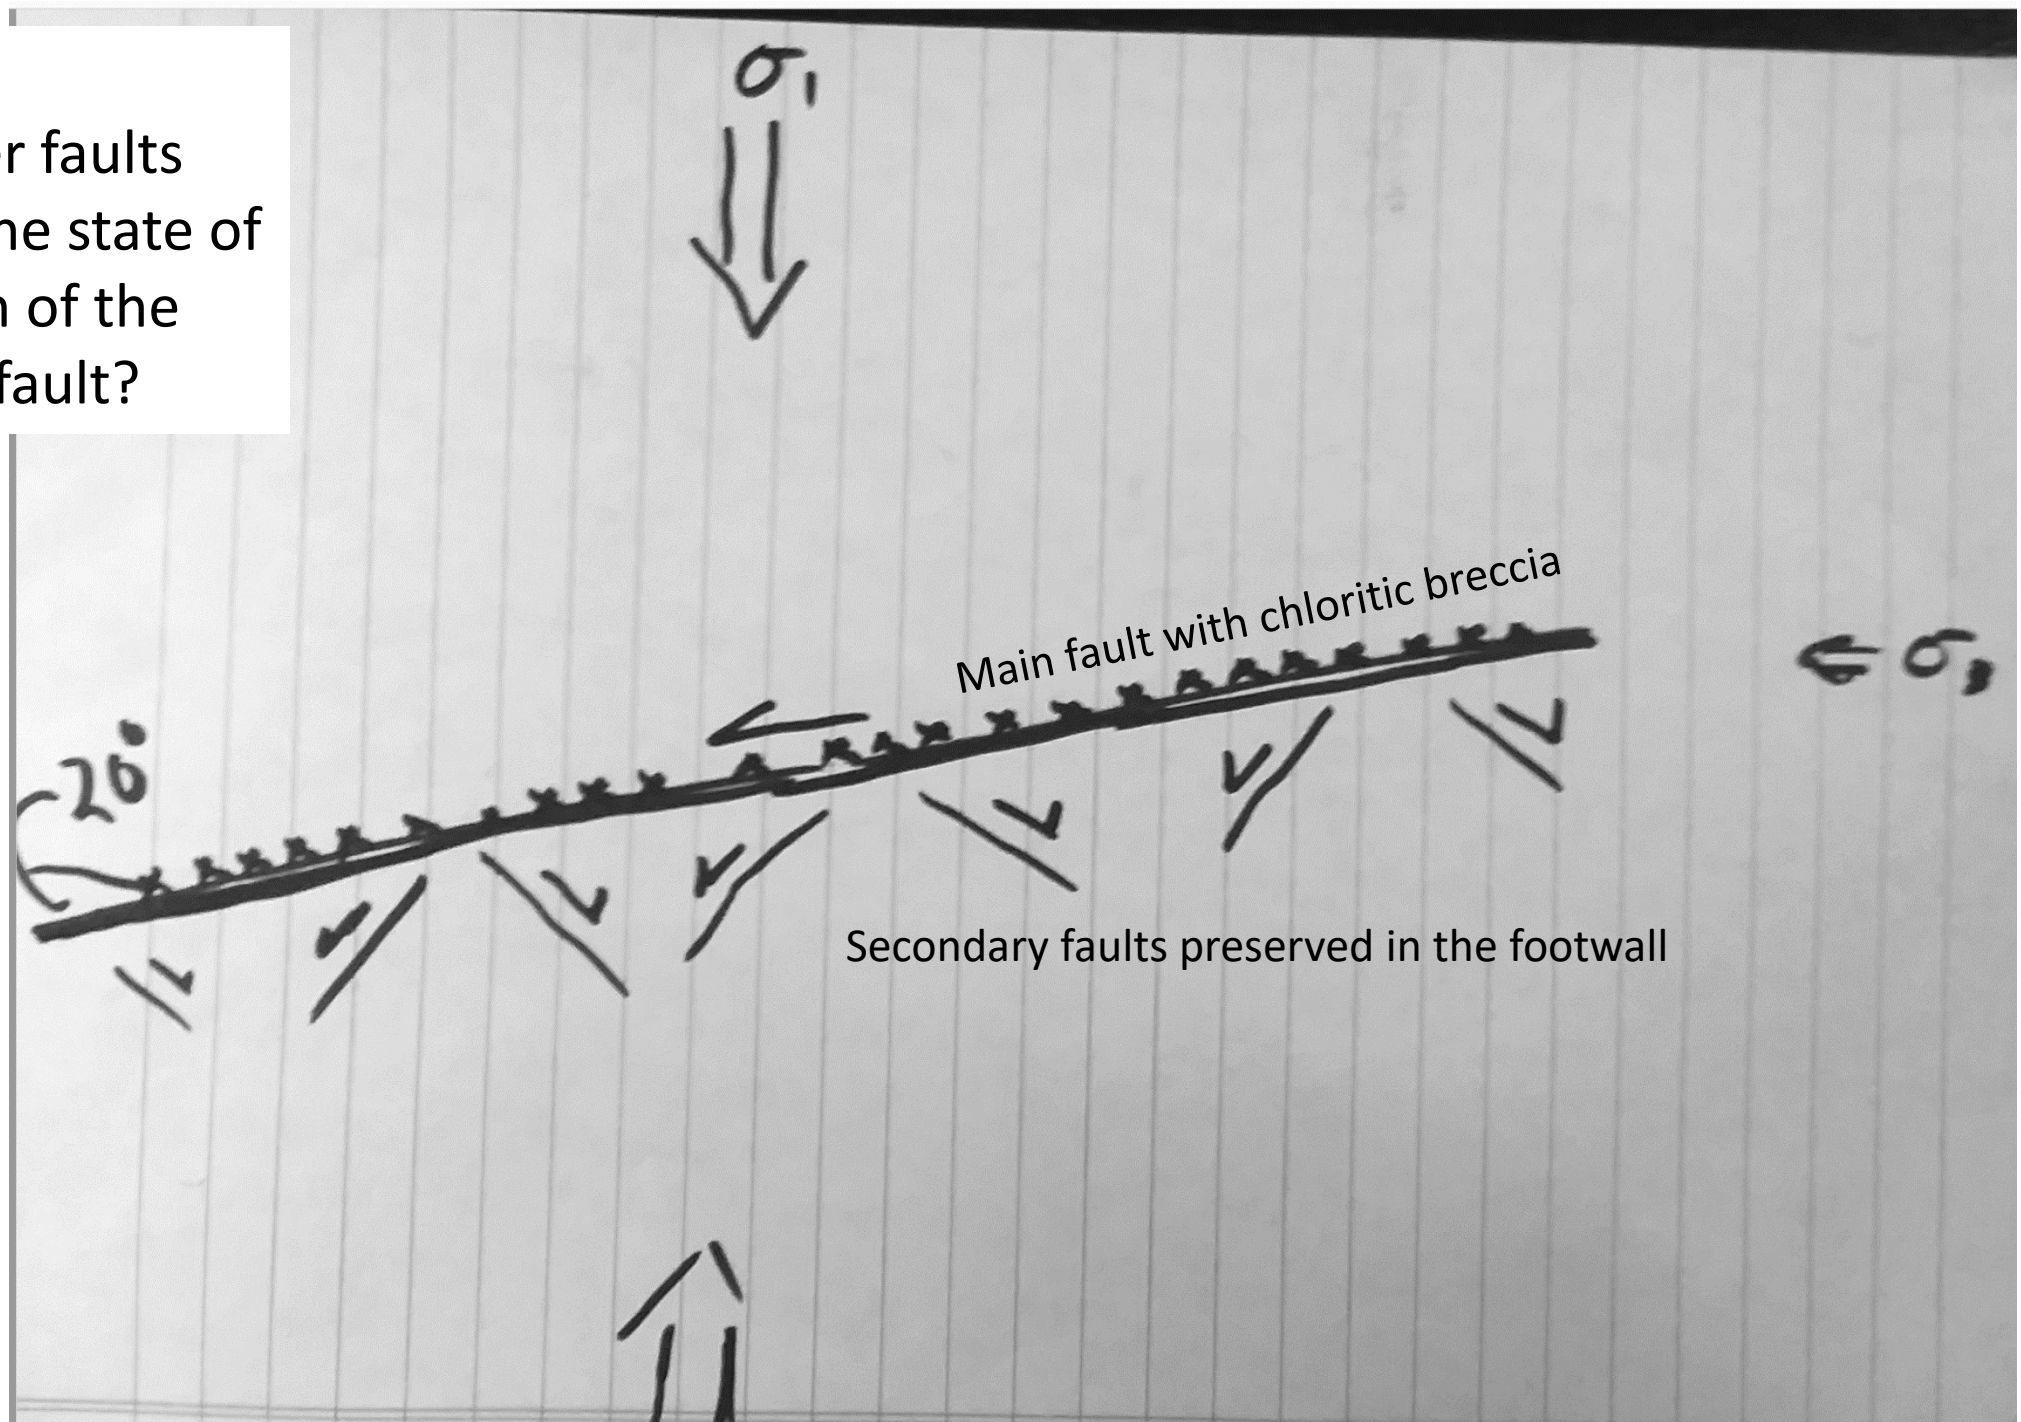 σ₁
r faults
ne state of
n of the
fault?
Main fault with chloritic breccia
σ₃
20°
Secondary faults preserved in the footwall